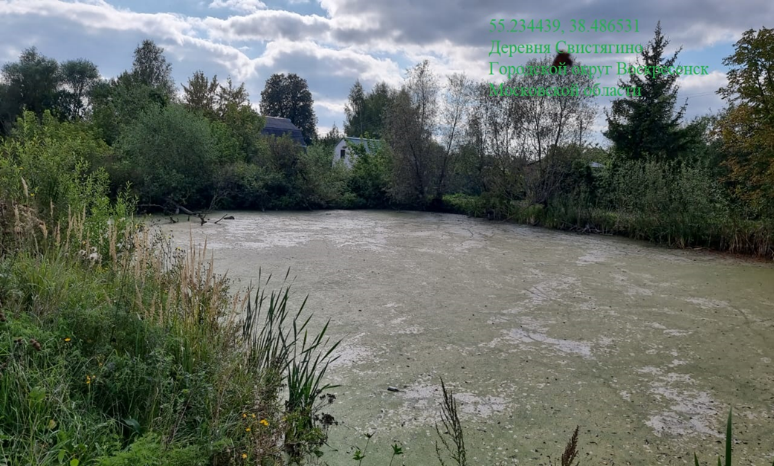 55.234439, 38.486531
Деревня Свистягино
Городской округ Воскресенск
Московской области